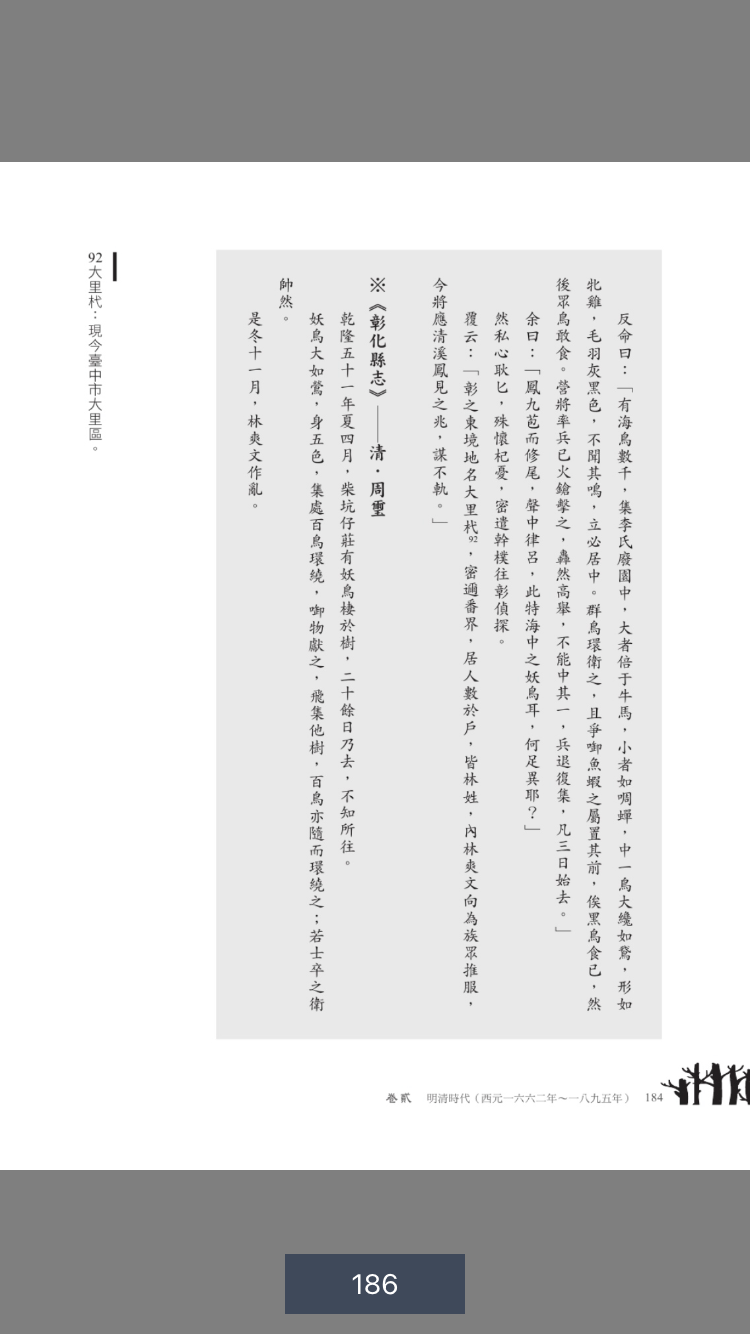 反命曰：「有海鳥數千，集李氏廢園中，大者倍于牛馬，小者如啁蟬，中一鳥大纔如鶩，形如
牝雞，毛羽灰黑色，不聞其鳴，立必居中。群鳥環衛之，且爭啣魚蝦之屬置其前，俟黑鳥食已，然
後眾鳥敢食。營將率兵已火鎗擊之，轟然高舉，不能中其一，兵退復集，凡三日始去。」
余曰：「鳳九苞而修尾，聲中律呂，此特海中之妖鳥耳，何足異耶？」
然私心耿匕，殊懷杞憂，密遣幹樸往彰偵探。
覆云：「彰之東境地名大里杙92，密邇番界，居人數於戶，皆林姓，內林爽文向為族眾推服，
今將應清溪鳳見之兆，謀不軌。」
※《彰化縣志》——清．周璽
乾隆五十一年夏四月，柴坑仔莊有妖鳥棲於樹，二十餘日乃去，不知所往。
妖鳥大如鶯，身五色，集處百鳥環繞，啣物獻之，飛集他樹，百鳥亦隨而環繞之；若士卒之衛
帥然。
是冬十一月，林爽文作亂。
92大里杙：現今臺中市大里區。
卷貳　明清時代（西元一六六二年～一八九五年）　184
186